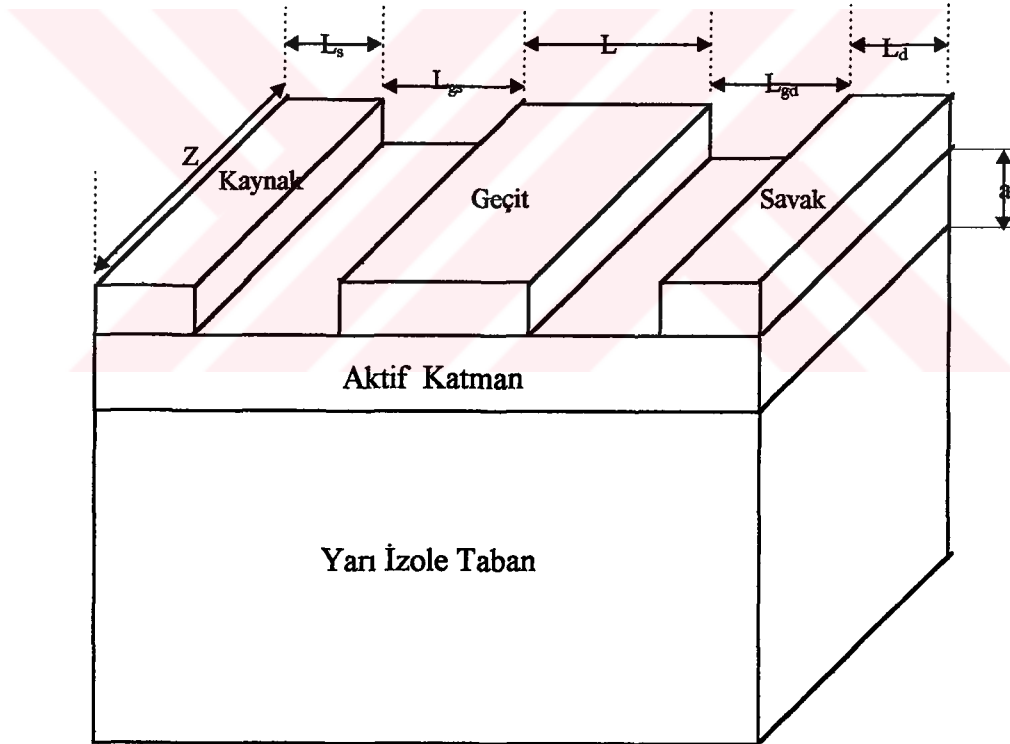 Ls
L
Ld
Lgs
Lgd
Z
a
Kaynak
Geçit
Savak
Aktif Katman
Yarı İzole Taban